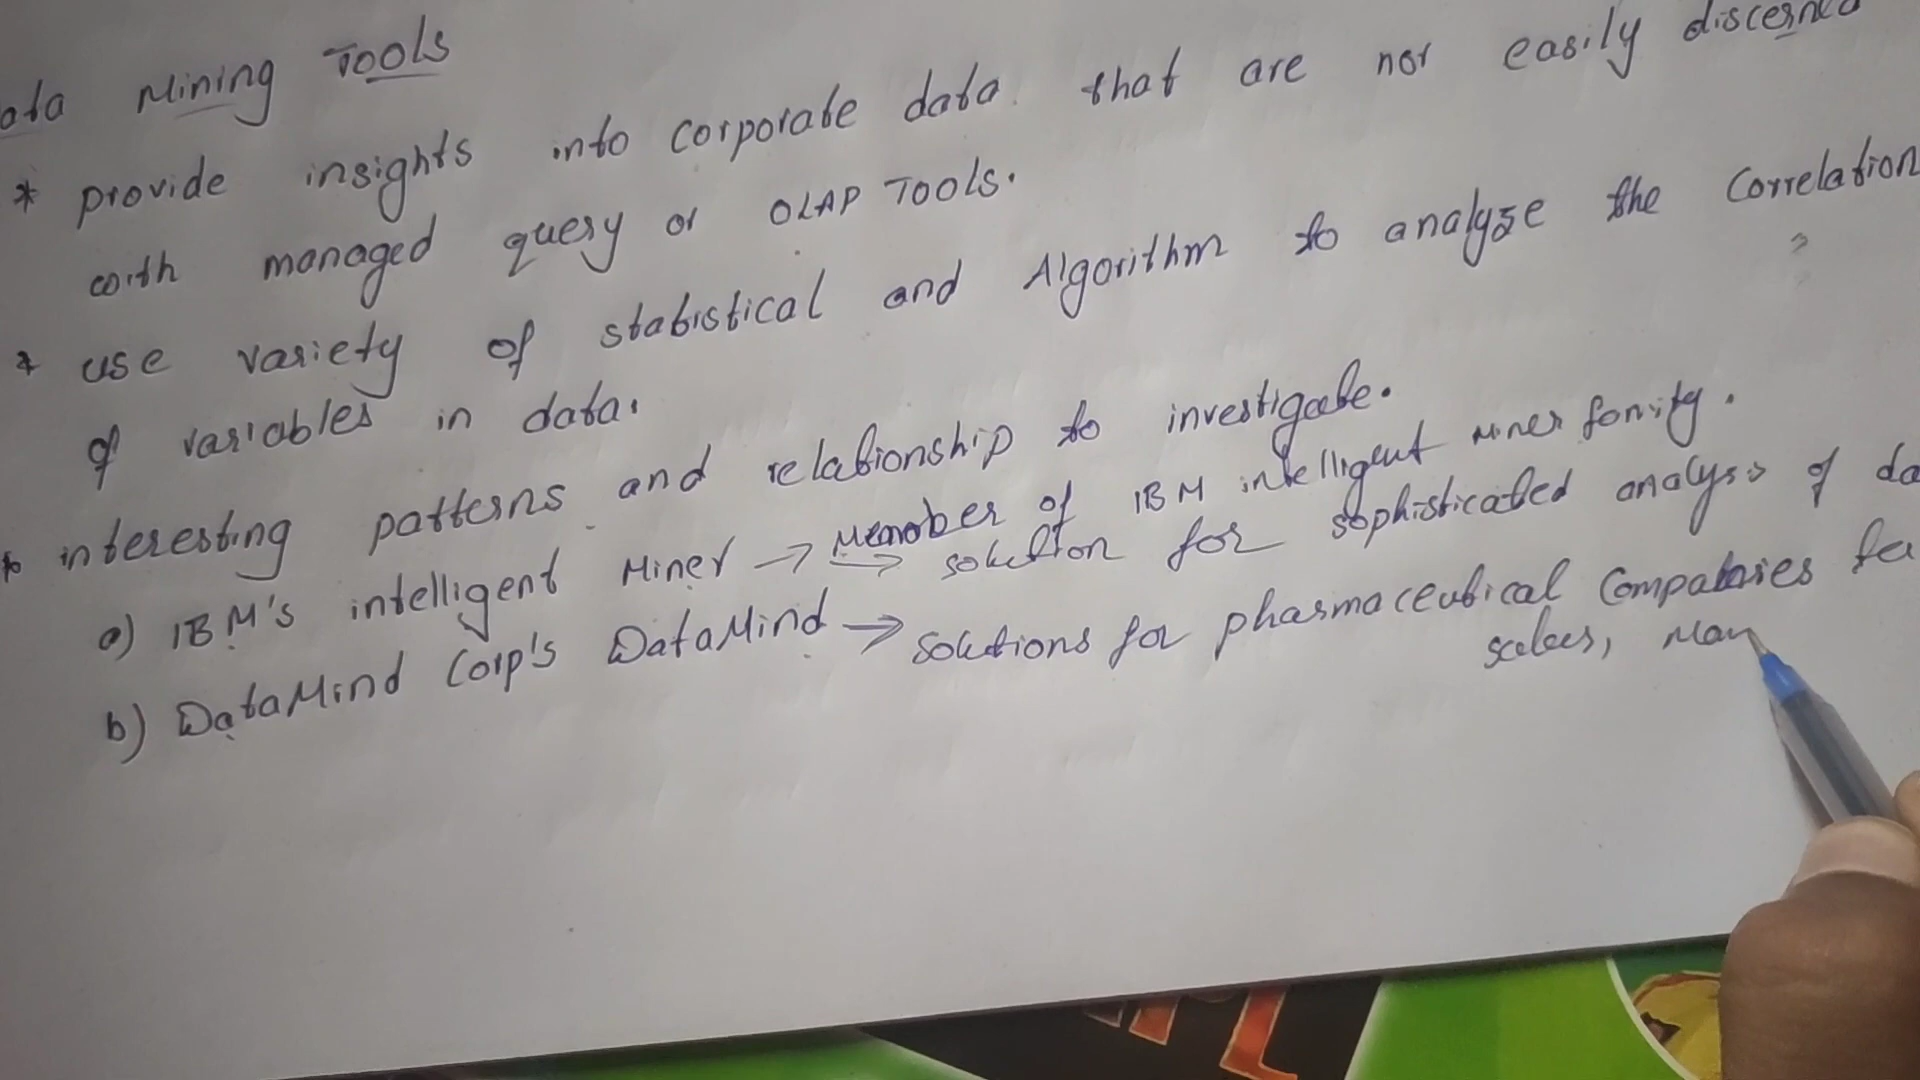 ata Mining Tools
* provide insights into corporate data that are not easily discerned
with managed query or OLAP Tools.
* use variety of statistical and Algorithm to analyze the Correlation
of variables in data.
* interesting patterns and relationship to investigate.
a) IBM's intelligent Miner → Member of IBM intelligent Miner
→ solution for sophisticated analysis of da
b) DataMind Corp's DataMind → Solutions for pharmaceutical Companies
Man